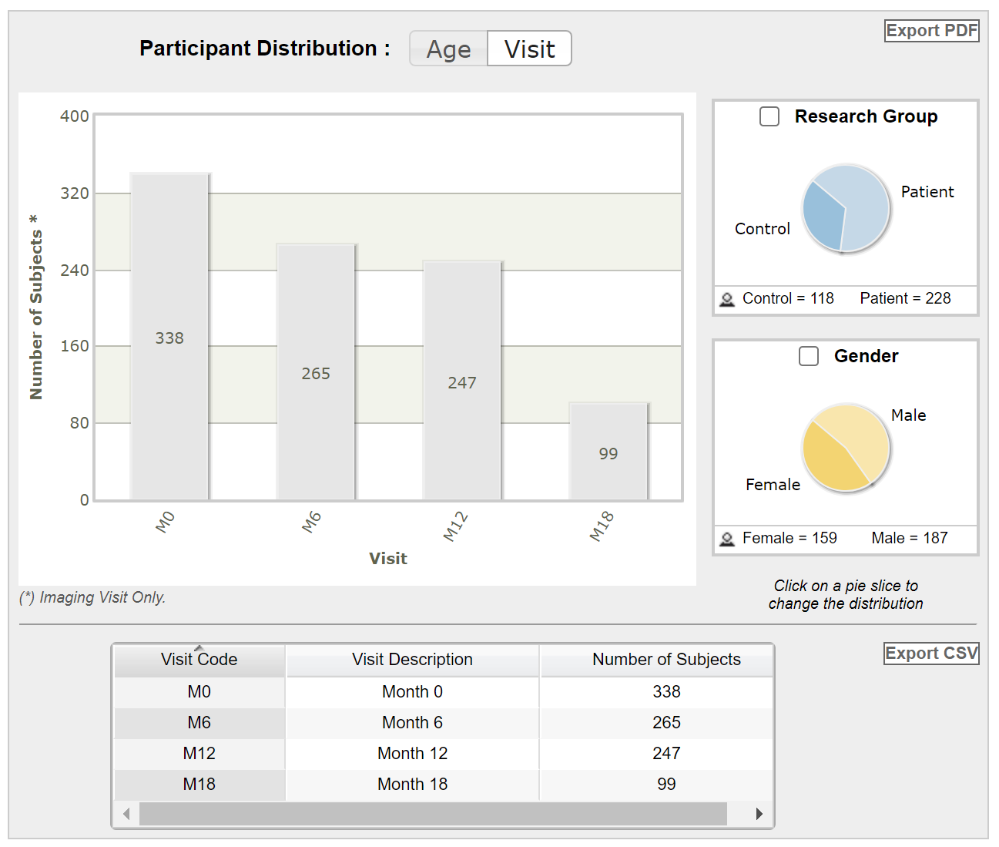 Export PDF
Participant Distribution : Age Visit
400
320
240
160
80
0
Number of Subjects *
338
265
247
99
M0
M6
M12
M18
Visit
(*) Imaging Visit Only.
Research Group
Patient
Control
Control = 118 Patient = 228
Gender
Male
Female
Female = 159 Male = 187
Click on a pie slice to
change the distribution
Export CSV
Visit Code Visit Description Number of Subjects
M0 Month 0 338
M6 Month 6 265
M12 Month 12 247
M18 Month 18 99